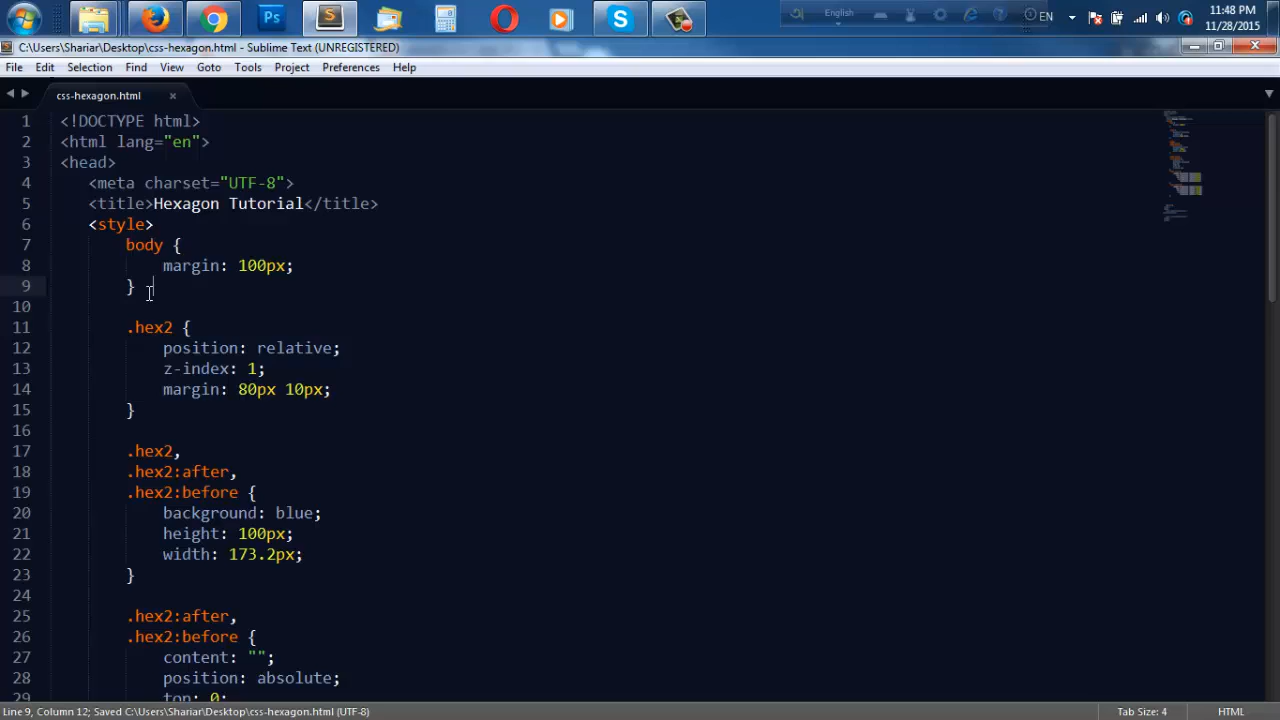 Ps
S
English
EN
11:48 PM
11/28/2015
C:\Users\Shariar\Desktop\css-hexagon.html - Sublime Text (UNREGISTERED)
File Edit Selection Find View Goto Tools Project Preferences Help
css-hexagon.html
1 <!DOCTYPE html>
2 <html lang="en">
3 <head>
4 <meta charset="UTF-8">
5 <title>Hexagon Tutorial</title>
6 <style>
7 body {
8 margin: 100px;
9 }
10
11 .hex2 {
12 position: relative;
13 z-index: 1;
14 margin: 80px 10px;
15 }
16
17 .hex2,
18 .hex2:after,
19 .hex2:before {
20 background: blue;
21 height: 100px;
22 width: 173.2px;
23 }
24
25 .hex2:after,
26 .hex2:before {
27 content: "";
28 position: absolute;
29 top: 0;
Line 9, Column 12; Saved C:\Users\Shariar\Desktop\css-hexagon.html (UTF-8)
Tab Size: 4
HTML